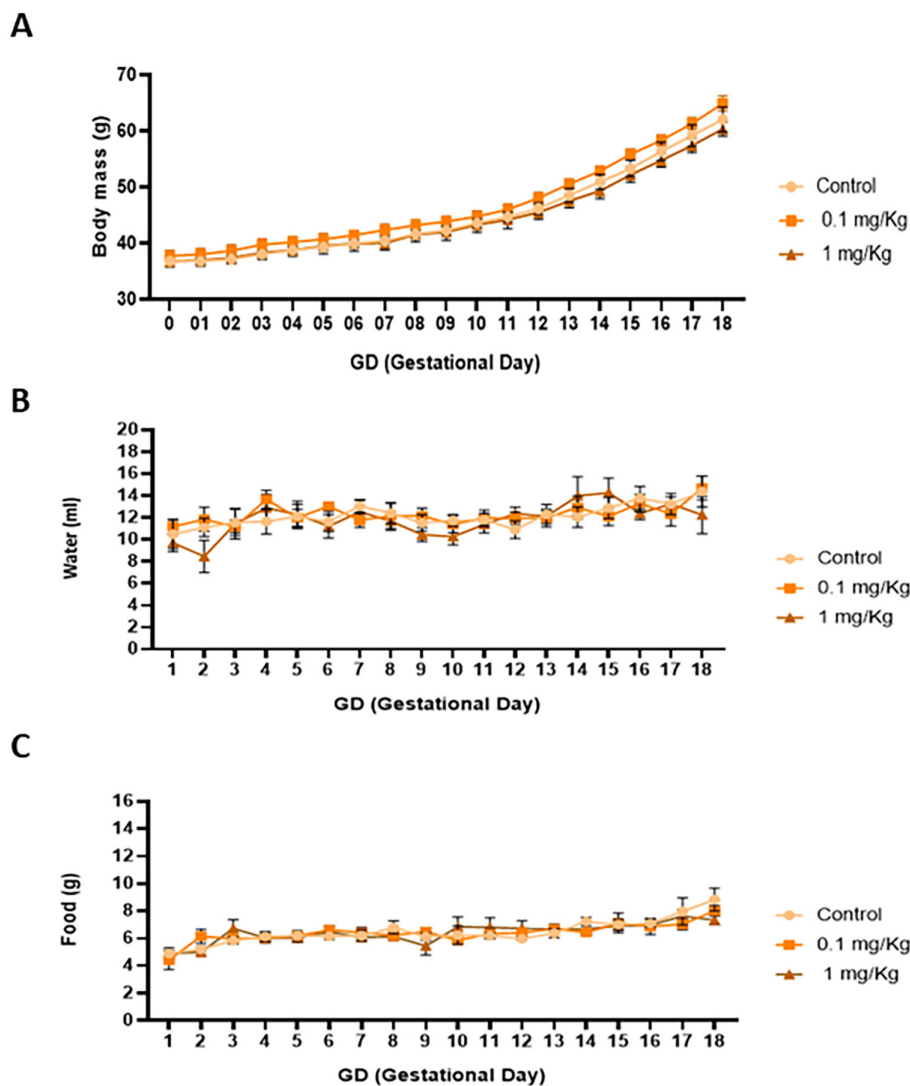 A
Body mass (g)
70
60
50
40
30
0 01 02 03 04 05 06 07 08 09 10 11 12 13 14 15 16 17 18
GD (Gestational Day)
Control
0.1 mg/Kg
1 mg/Kg
B
Water (ml)
20
18
16
14
12
10
8
6
4
2
0
1 2 3 4 5 6 7 8 9 10 11 12 13 14 15 16 17 18
GD (Gestational Day)
Control
0.1 mg/Kg
1 mg/Kg
C
Food (g)
16
14
12
10
8
6
4
2
0
1 2 3 4 5 6 7 8 9 10 11 12 13 14 15 16 17 18
GD (Gestational Day)
Control
0.1 mg/Kg
1 mg/Kg